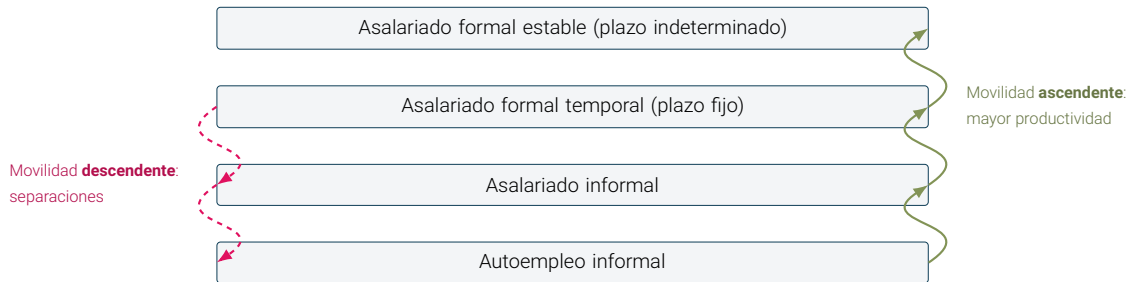 Asalariado formal estable (plazo indeterminado)
Asalariado formal temporal (plazo fijo)
Movilidad ascendente:
mayor productividad
Movilidad descendente:
separaciones
Asalariado informal
Autoempleo informal